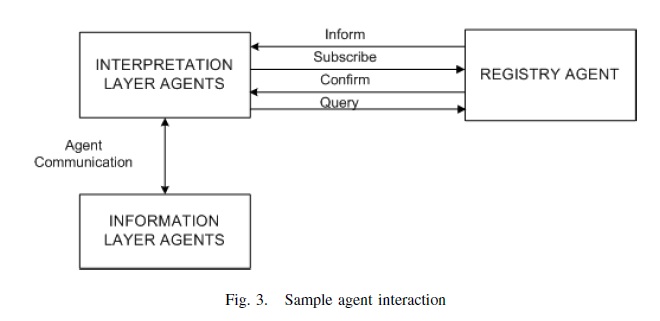 Inform
Subscribe
Confirm
Query
INTERPRETATION
LAYER AGENTS
REGISTRY AGENT
Agent
Communication
INFORMATION
LAYER AGENTS
Fig. 3. Sample agent interaction